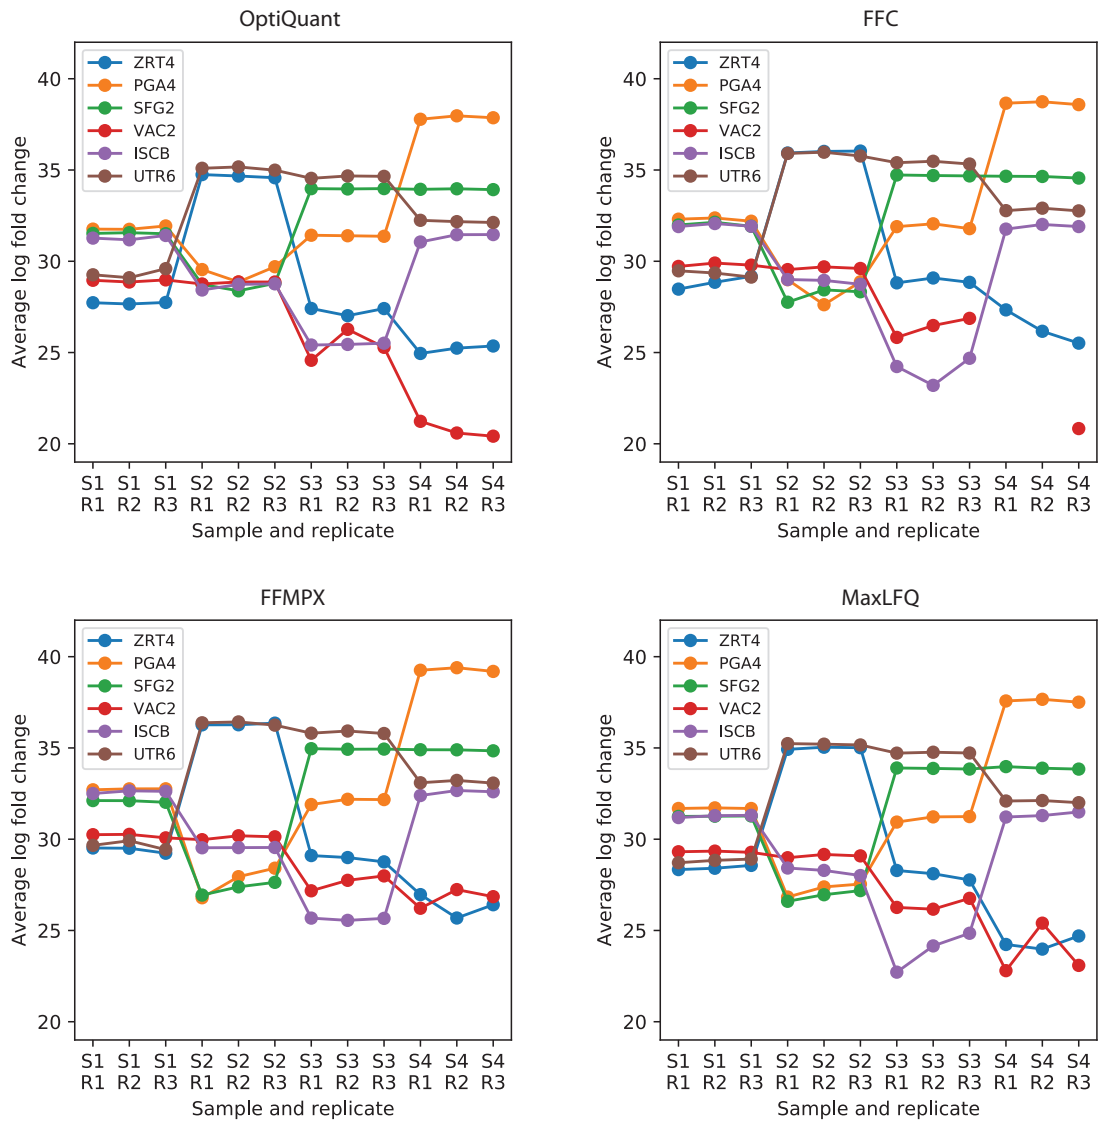 OptiQuant
Average log fold change
40
35
30
25
20
ZRT4
PGA4
SFG2
VAC2
ISCB
UTR6
S1 S1 S1 S2 S2 S2 S3 S3 S3 S4 S4 S4
R1 R2 R3 R1 R2 R3 R1 R2 R3 R1 R2 R3
Sample and replicate
FFC
Average log fold change
40
35
30
25
20
ZRT4
PGA4
SFG2
VAC2
ISCB
UTR6
S1 S1 S1 S2 S2 S2 S3 S3 S3 S4 S4 S4
R1 R2 R3 R1 R2 R3 R1 R2 R3 R1 R2 R3
Sample and replicate
FFMPX
Average log fold change
40
35
30
25
20
ZRT4
PGA4
SFG2
VAC2
ISCB
UTR6
S1 S1 S1 S2 S2 S2 S3 S3 S3 S4 S4 S4
R1 R2 R3 R1 R2 R3 R1 R2 R3 R1 R2 R3
Sample and replicate
MaxLFQ
Average log fold change
40
35
30
25
20
ZRT4
PGA4
SFG2
VAC2
ISCB
UTR6
S1 S1 S1 S2 S2 S2 S3 S3 S3 S4 S4 S4
R1 R2 R3 R1 R2 R3 R1 R2 R3 R1 R2 R3
Sample and replicate